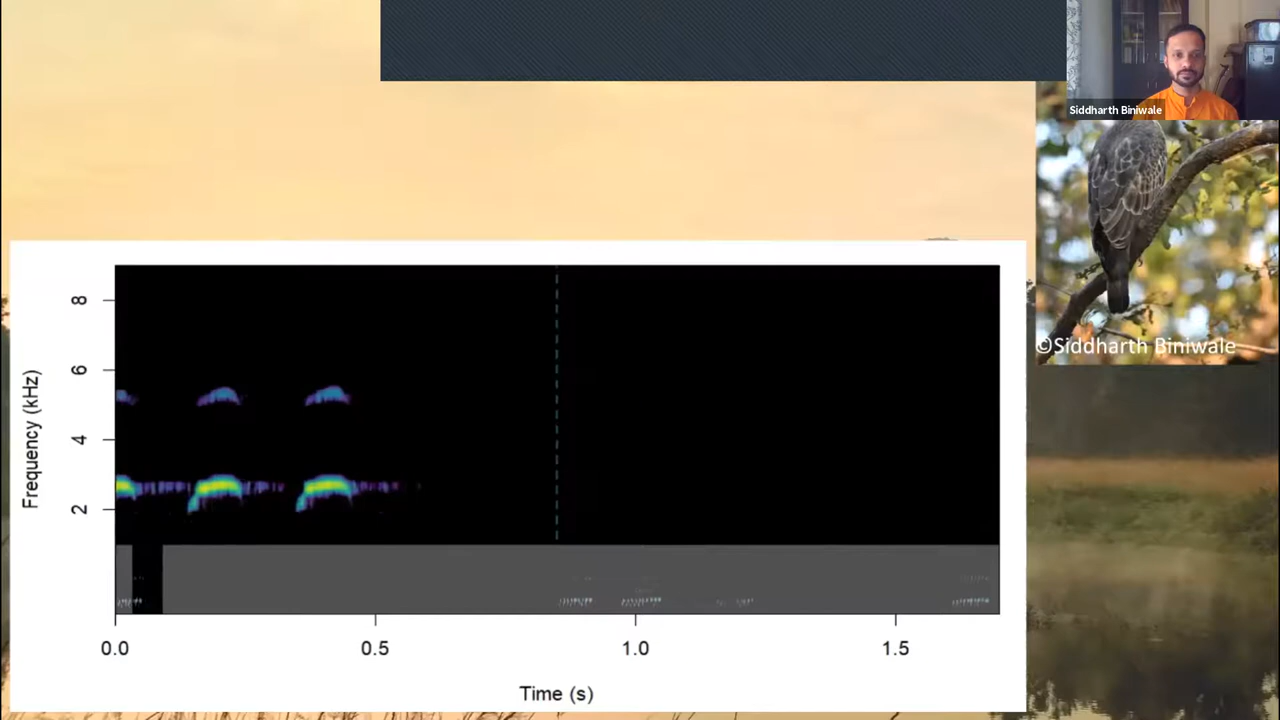 Siddharth Biniwale
©Siddharth Biniwale
Frequency (kHz)
8
6
4
2
0.0 0.5 1.0 1.5
Time (s)